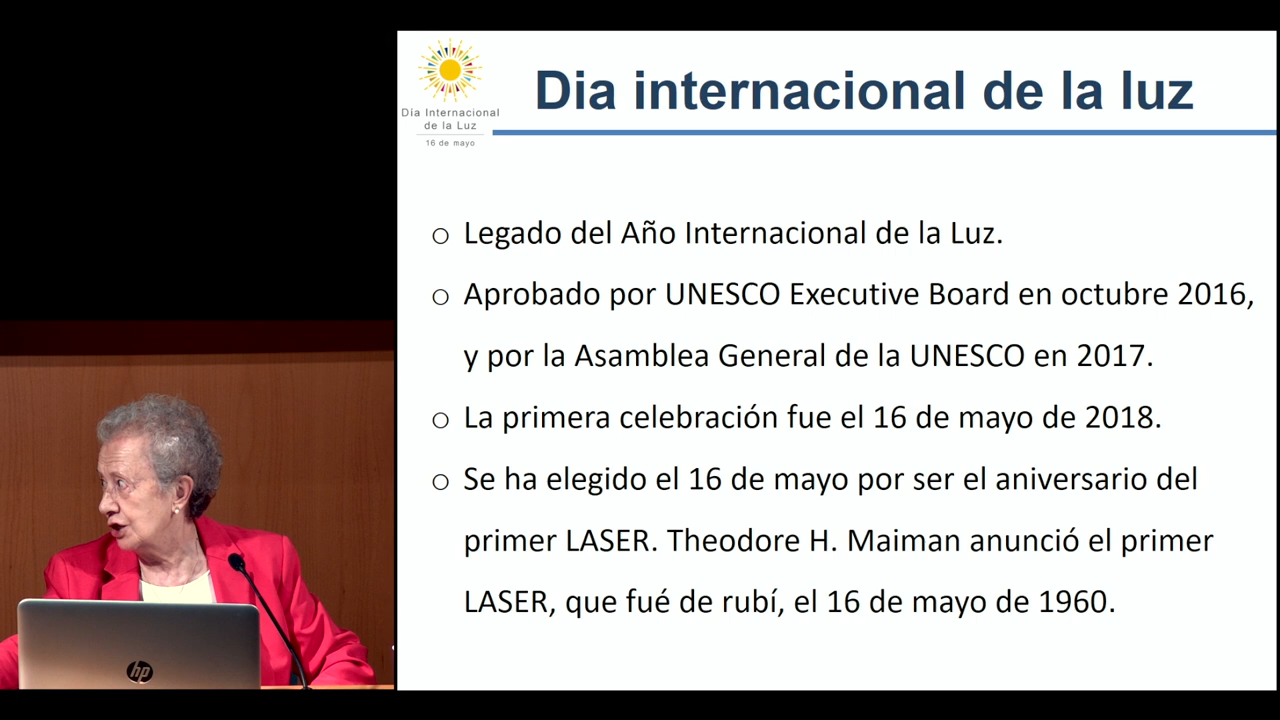 Dia internacional de la luz
Día Internacional
de la Luz
16 de mayo
○ Legado del Año Internacional de la Luz.
○ Aprobado por UNESCO Executive Board en octubre 2016,
y por la Asamblea General de la UNESCO en 2017.
○ La primera celebración fue el 16 de mayo de 2018.
○ Se ha elegido el 16 de mayo por ser el aniversario del
primer LASER. Theodore H. Maiman anunció el primer
LASER, que fué de rubí, el 16 de mayo de 1960.
hp